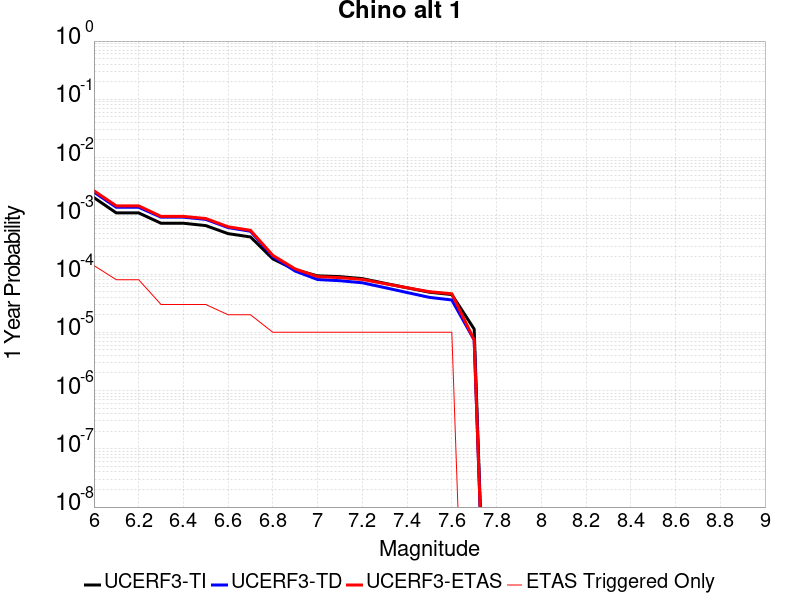 Chino alt 1
10 0
10 -1
10 -2
10 -3
10 -4
10 -5
10 -6
10 -7
10 -8
1 Year Probability
6 6.2 6.4 6.6 6.8 7 7.2 7.4 7.6 7.8 8 8.2 8.4 8.6 8.8 9
Magnitude
UCERF3-TI UCERF3-TD UCERF3-ETAS ETAS Triggered Only